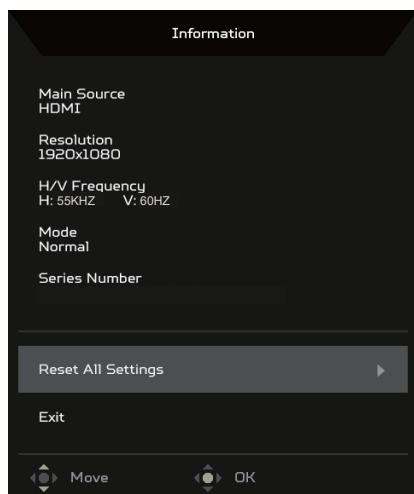 Information
Main Source
HDMI
Resolution
1920x1080
H/V Frequency
H: 55KHZ V: 60HZ
Mode
Normal
Series Number
Reset All Settings
Exit
Move OK